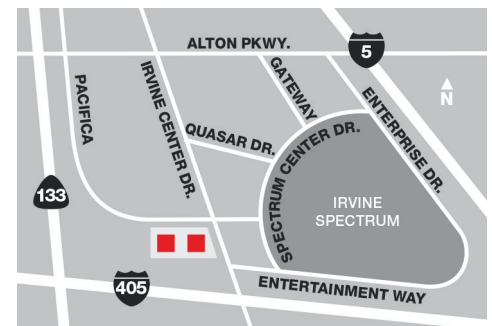 ALTON PKWY.
5
PACIFICA
IRVINE CENTER DR.
GATEWAY
ENTERPRISE DR.
N
QUASAR DR.
SPECTRUM CENTER DR.
133
IRVINE
SPECTRUM
405
ENTERTAINMENT WAY